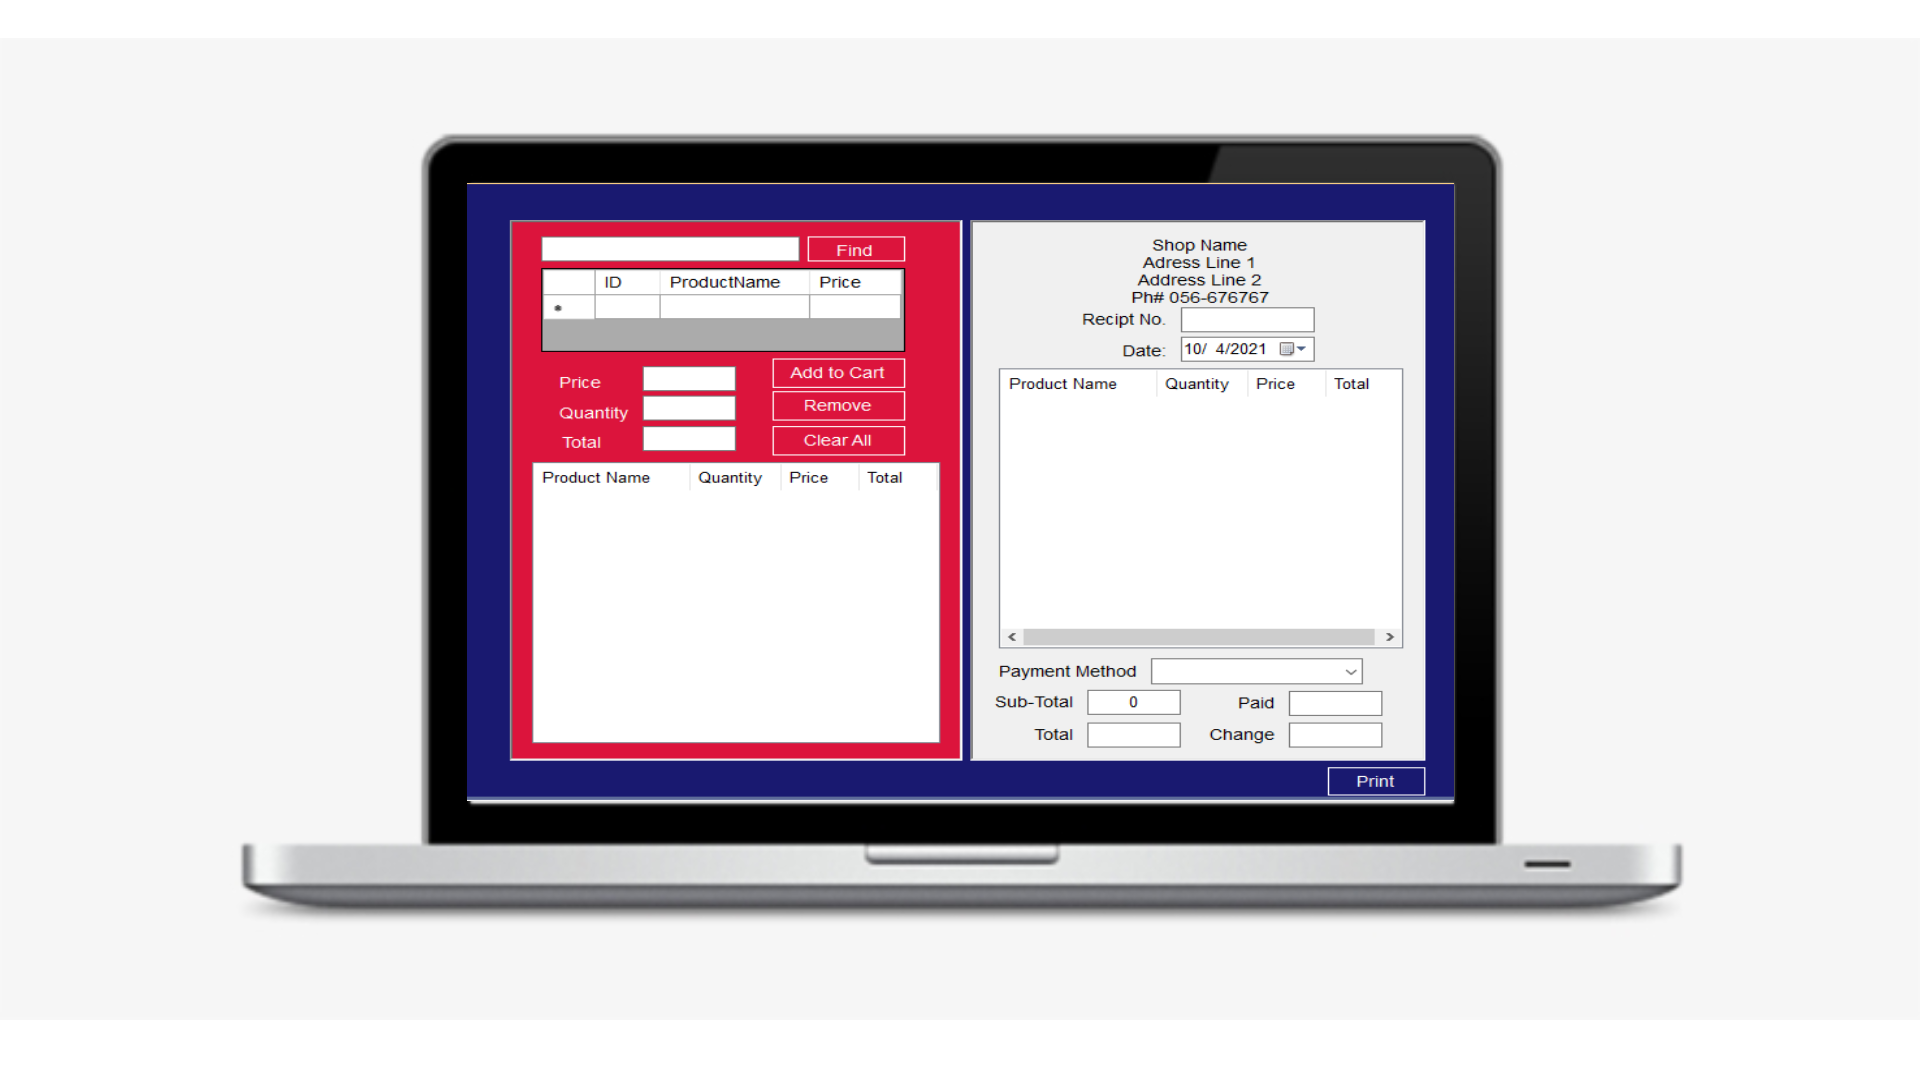 Find
ID ProductName Price
*
Price
Quantity
Total
Add to Cart
Remove
Clear All
Product Name Quantity Price Total
Shop Name
Adress Line 1
Address Line 2
Ph# 056-676767
Recipt No.
Date: 10/ 4/2021
Product Name Quantity Price Total
Payment Method
Sub-Total 0 Paid
Total Change
Print